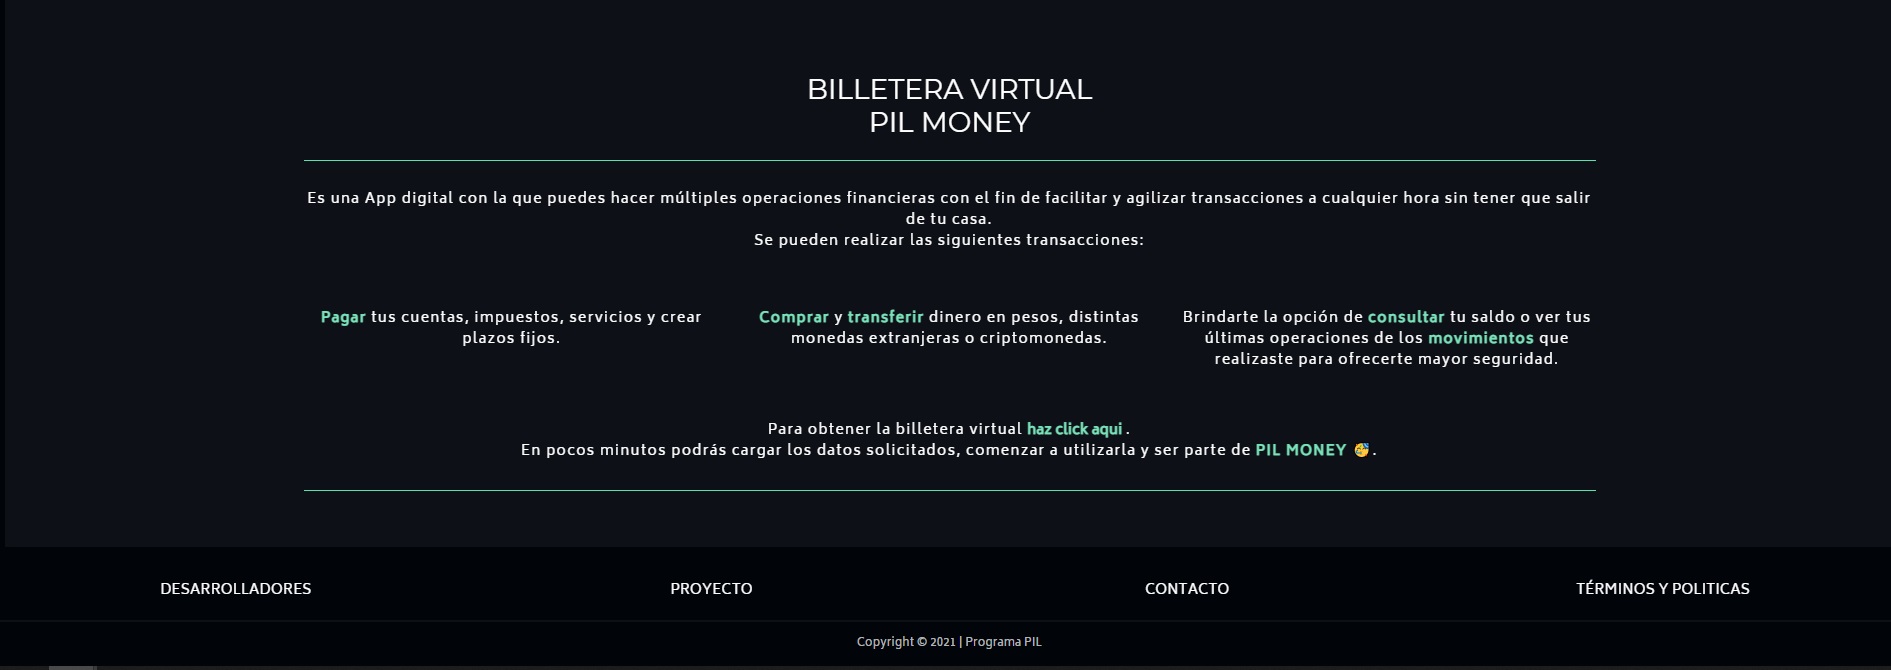 BILLETERA VIRTUAL
PIL MONEY
Es una App digital con la que puedes hacer múltiples operaciones financieras con el fin de facilitar y agilizar transacciones a cualquier hora sin tener que salir
de tu casa.
Se pueden realizar las siguientes transacciones:
Pagar tus cuentas, impuestos, servicios y crear
plazos fijos.
Comprar y transferir dinero en pesos, distintas
monedas extranjeras o criptomonedas.
Brindarte la opción de consultar tu saldo o ver tus
últimas operaciones de los movimientos que
realizaste para ofrecerte mayor seguridad.
Para obtener la billetera virtual haz click aqui .
En pocos minutos podrás cargar los datos solicitados, comenzar a utilizarla y ser parte de PIL MONEY 🥳 .
DESARROLLADORES
PROYECTO
CONTACTO
TÉRMINOS Y POLITICAS
Copyright © 2021 | Programa PIL